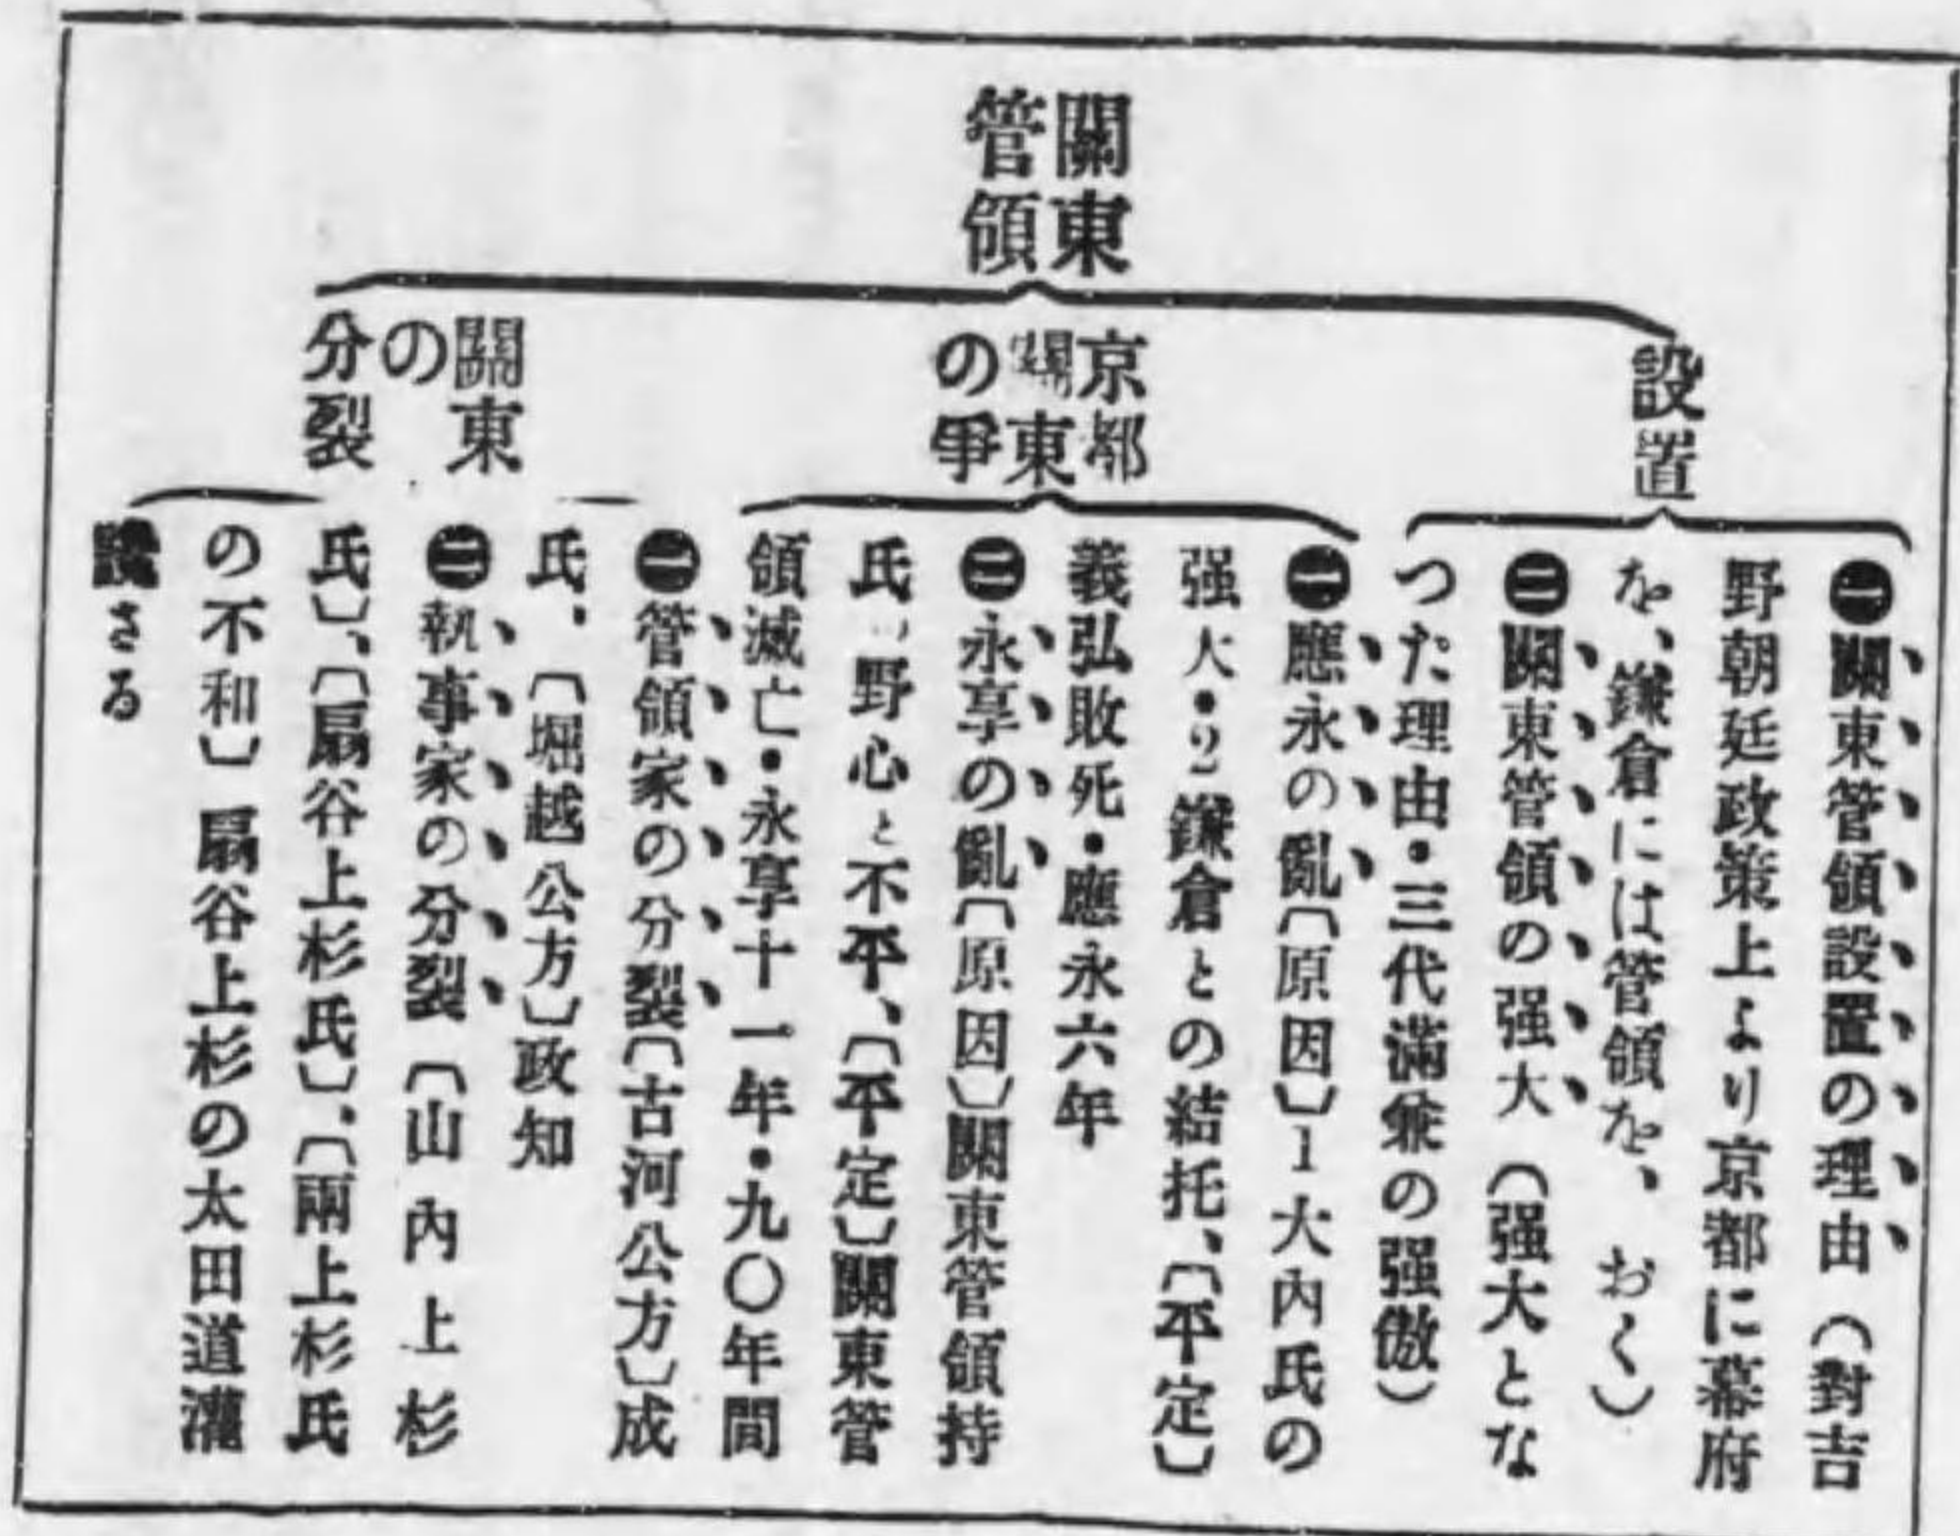 關東
管領
設置
㊀關東管領設置の理由(對吉
野朝廷政策上より京都に幕府
を、鎌倉には管領を、おく)
㊁關東管領の强大(强大とな
つた理由・三代滿兼の强傲)
京都
關東
の爭
㊀應永の亂〔原因〕1大內氏の
强大・2鎌倉との結托、〔平定〕
義弘敗死・應永六年
㊁永享の亂〔原因〕關東管領持
氏の野心と不平、〔平定〕關東管
領滅亡・永享十一年・九〇年間
關東
の
分裂
㊀管領家の分裂〔古河公方〕成
氏、〔堀越公方〕政知
㊁執事家の分裂〔山內上杉
氏〕、〔扇谷上杉氏〕、〔兩上杉氏
の不和〕扇谷上杉の太田道灌
さる